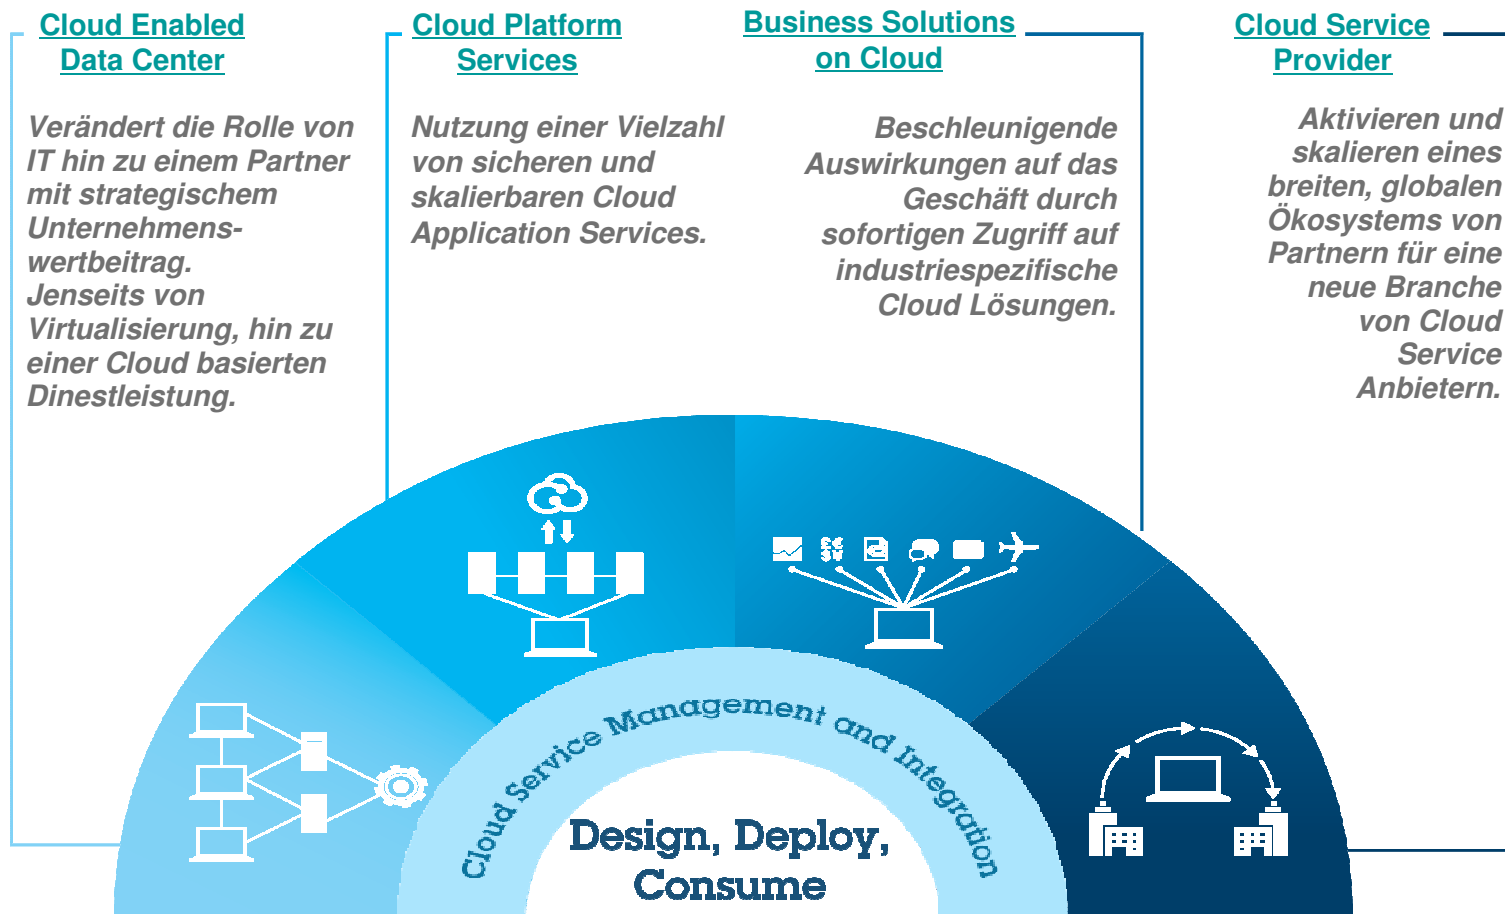 Cloud Enabled
Data Center
Verändert die Rolle von
IT hin zu einem Partner
mit strategischem
Unternehmens-
wertbeitrag.
Jenseits von
Virtualisierung, hin zu
einer Cloud basierten
Dinestleistung.
Cloud Platform
Services
Nutzung einer Vielzahl
von sicheren und
skalierbaren Cloud
Application Services.
Business Solutions
on Cloud
Beschleunigende
Auswirkungen auf das
Geschäft durch
sofortigen Zugriff auf
industriespezifische
Cloud Lösungen.
Cloud Service
Provider
Aktivieren und
skalieren eines
breiten, globalen
Ökosystems von
Partnern für eine
neue Branche
von Cloud
Service
Anbietern.
£€
$¥
Cloud Service Management and Integration
Design, Deploy,
Consume